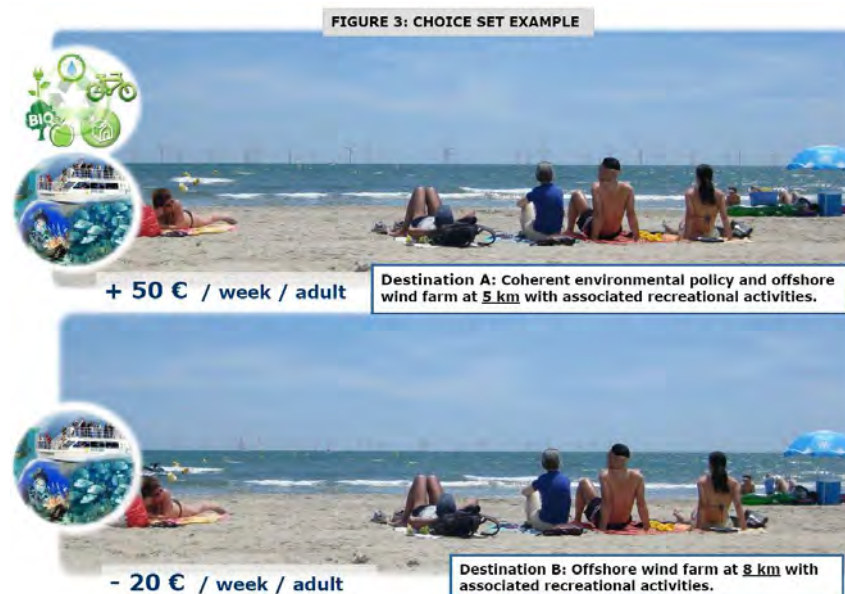 FIGURE 3: CHOICE SET EXAMPLE
BIO
+ 50 € / week / adult
Destination A: Coherent environmental policy and offshore
wind farm at 5 km with associated recreational activities.
- 20 € / week / adult
Destination B: Offshore wind farm at 8 km with
associated recreational activities.